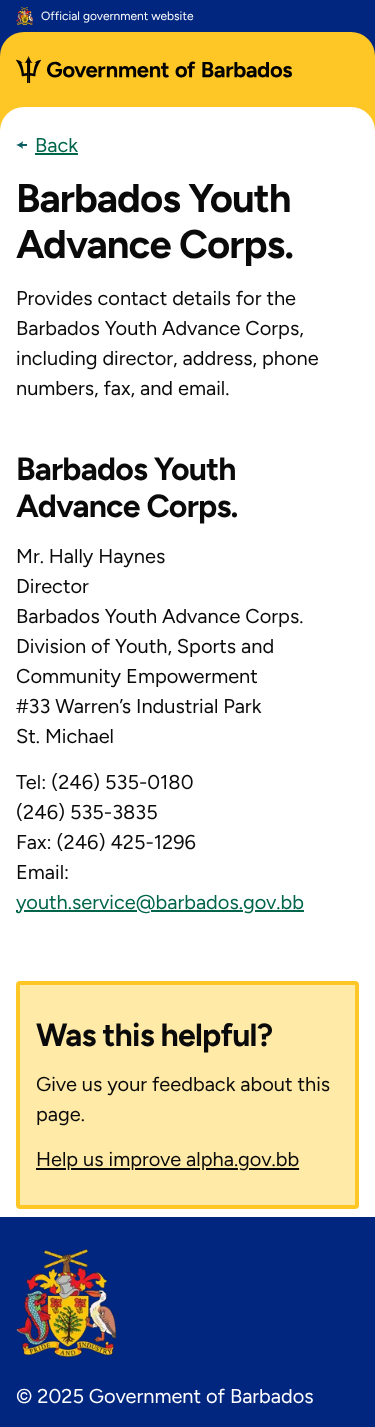 Official government website
Government of Barbados
Back
Barbados Youth
Advance Corps.
Provides contact details for the
Barbados Youth Advance Corps,
including director, address, phone
numbers, fax, and email.
Barbados Youth
Advance Corps.
Mr. Hally Haynes
Director
Barbados Youth Advance Corps.
Division of Youth, Sports and
Community Empowerment
#33 Warren’s Industrial Park
St. Michael
Tel: (246) 535-0180
(246) 535-3835
Fax: (246) 425-1296
Email:
youth.service@barbados.gov.bb
Was this helpful?
Give us your feedback about this
page.
Help us improve alpha.gov.bb
PRIDE AND INDUSTRY
© 2025 Government of Barbados